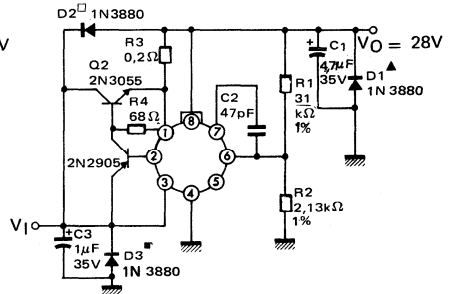 V
D2 1N3880
R3
0,2Ω
Q2
2N3055
R4
68Ω
2N2905
C2
47pF
R1
31
kΩ
1%
C1
4,7µF
35V
VO = 28V
D1
1N 3880
1
2
3
4
5
6
7
8
R2
2,13kΩ
1%
VI
C3
1µF
35V
D3
1N 3880
+
+